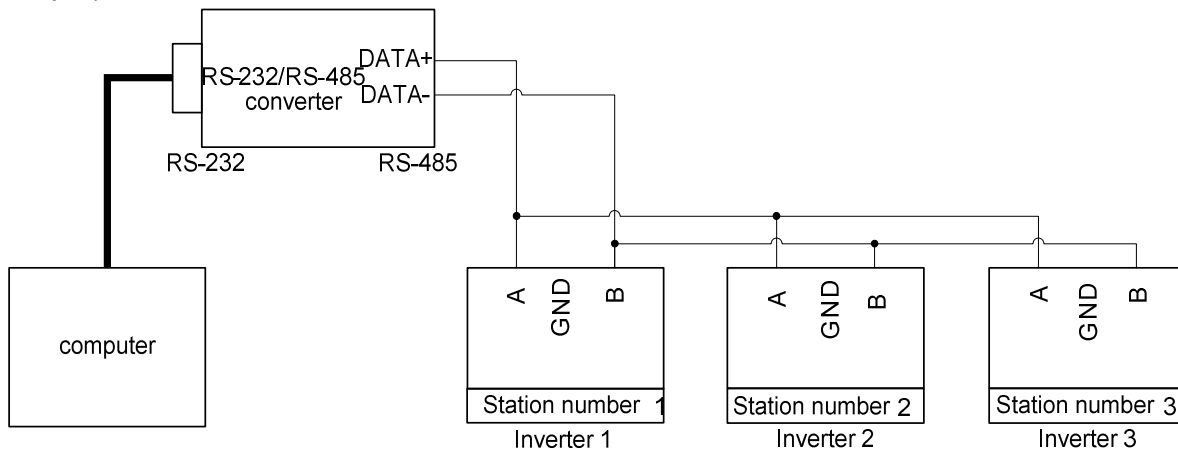 RS-232/RS-485
converter
DATA+
DATA-
RS-232
RS-485
computer
A
GND
B
Station number 1
Inverter 1
A
GND
B
Station number 2
Inverter 2
A
GND
B
Station number 3
Inverter 3